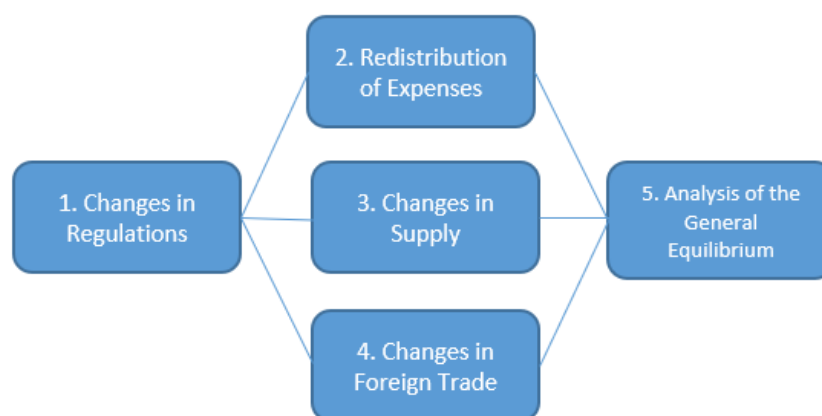 1. Changes in
Regulations
2. Redistribution
of Expenses
3. Changes in
Supply
4. Changes in
Foreign Trade
5. Analysis of the
General
Equilibrium